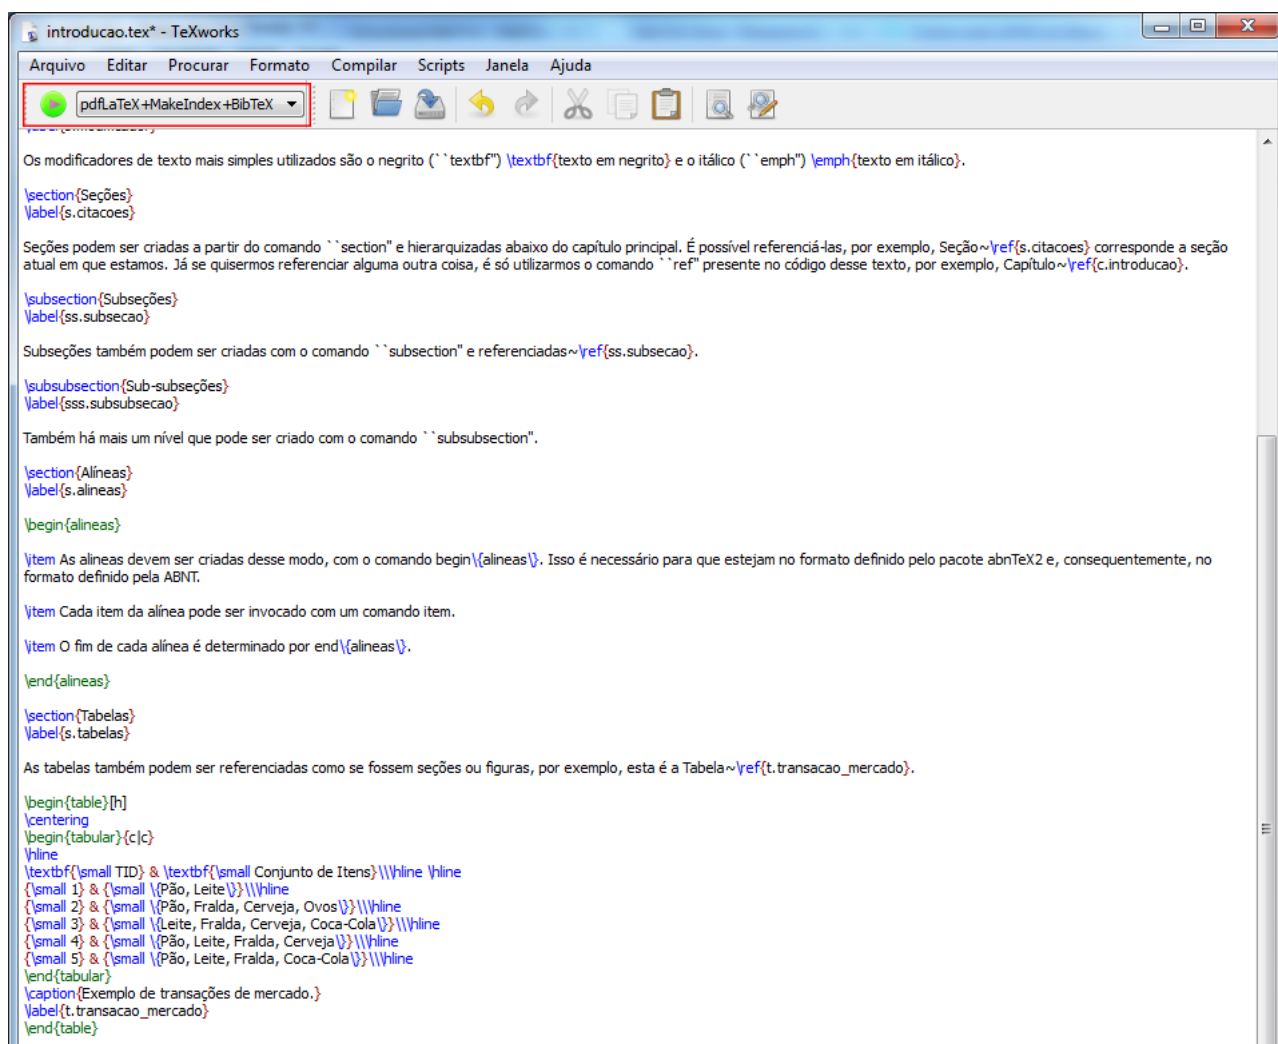 introducao.tex* - TeXworks
Arquivo Editar Procurar Formato Compilar Scripts Janela Ajuda
pdfLaTeX+MakeIndex+BibTeX
Os modificadores de texto mais simples utilizados são o negrito (``textbf") \textbf{texto em negrito} e o itálico (``emph") \emph{texto em itálico}.
\section{Seções}
\label{s.citacoes}
Seções podem ser criadas a partir do comando ``section" e hierarquizadas abaixo do capítulo principal. É possível referenciá-las, por exemplo, Seção~\ref{s.citacoes} corresponde a seção
atual em que estamos. Já se quisermos referenciar alguma outra coisa, é só utilizarmos o comando ``ref" presente no código desse texto, por exemplo, Capítulo~\ref{c.introducao}.
\subsection{Subseções}
\label{ss.subsecao}
Subseções também podem ser criadas com o comando ``subsection" e referenciadas~\ref{ss.subsecao}.
\subsubsection{Sub-subseções}
\label{sss.subsubsecao}
Também há mais um nível que pode ser criado com o comando ``subsubsection".
\section{Alíneas}
\label{s.alineas}
\begin{alineas}
\item As alineas devem ser criadas desse modo, com o comando begin\{alineas\}. Isso é necessário para que estejam no formato definido pelo pacote abnTeX2 e, consequentemente, no
formato definido pela ABNT.
\item Cada item da alínea pode ser invocado com um comando item.
\item O fim de cada alínea é determinado por end\{alineas\}.
\end{alineas}
\section{Tabelas}
\label{s.tabelas}
As tabelas também podem ser referenciadas como se fossem seções ou figuras, por exemplo, esta é a Tabela~\ref{t.transacao_mercado}.
\begin{table}[h]
\centering
\begin{tabular}{c|c}
\hline
\textbf{\small TID} & \textbf{\small Conjunto de Itens}\\\hline \hline
{\small 1} & {\small \{Pão, Leite\}}\\\hline
{\small 2} & {\small \{Pão, Fralda, Cerveja, Ovos\}}\\\hline
{\small 3} & {\small \{Leite, Fralda, Cerveja, Coca-Cola\}}\\\hline
{\small 4} & {\small \{Pão, Leite, Fralda, Cerveja\}}\\\hline
{\small 5} & {\small \{Pão, Leite, Fralda, Coca-Cola\}}\\\hline
\end{tabular}
\caption{Exemplo de transações de mercado.}
\label{t.transacao_mercado}
\end{table}